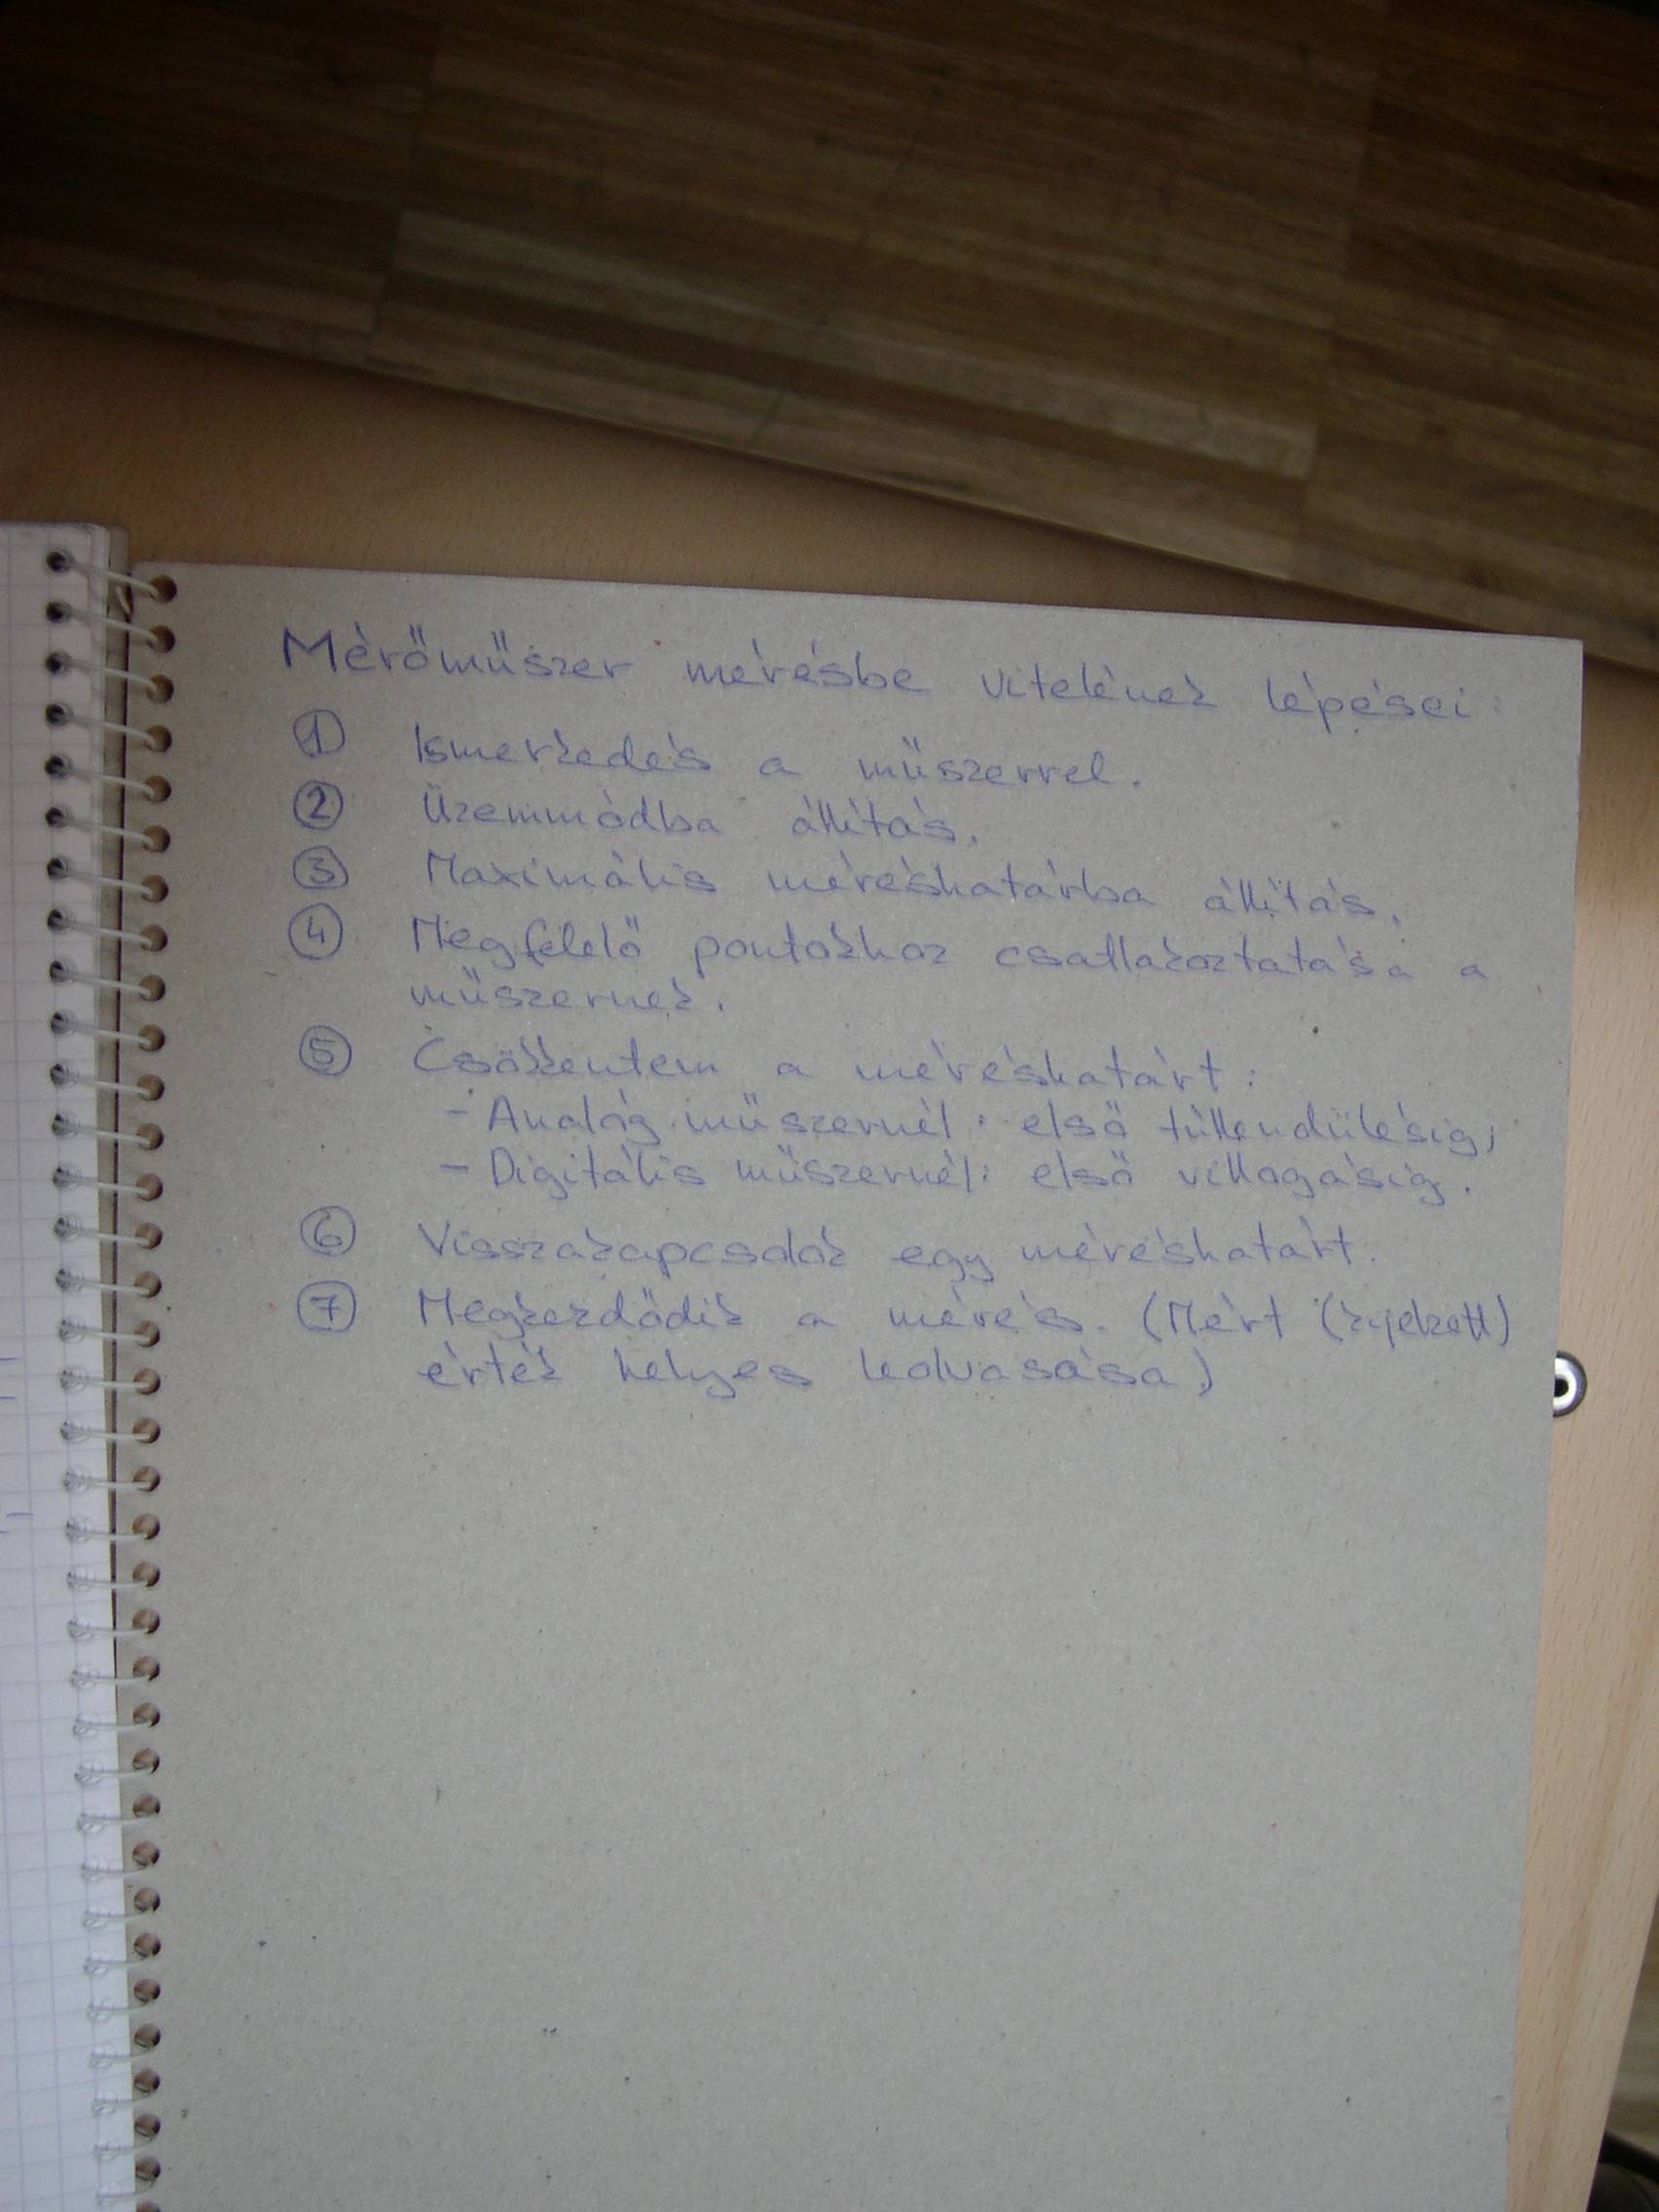 Mérőműszer mérésbe vitelének lépései:
1 Ismerkedés a műszerrel.
2 Üzemmódba állítás.
3 Maximális méréshatárba állítás.
4 Megfelelő pontokhoz csatlakoztatása a
műszernek.
5 Csökkentem a méréshatárt:
- Analóg műszernél: első túllendülésig;
- Digitális műszernél: első villogásig.
6 Visszakapcsolok egy méréshatárt.
7 Megkezdődik a mérés. (Mért (kijelzett)
érték helyes leolvasása)